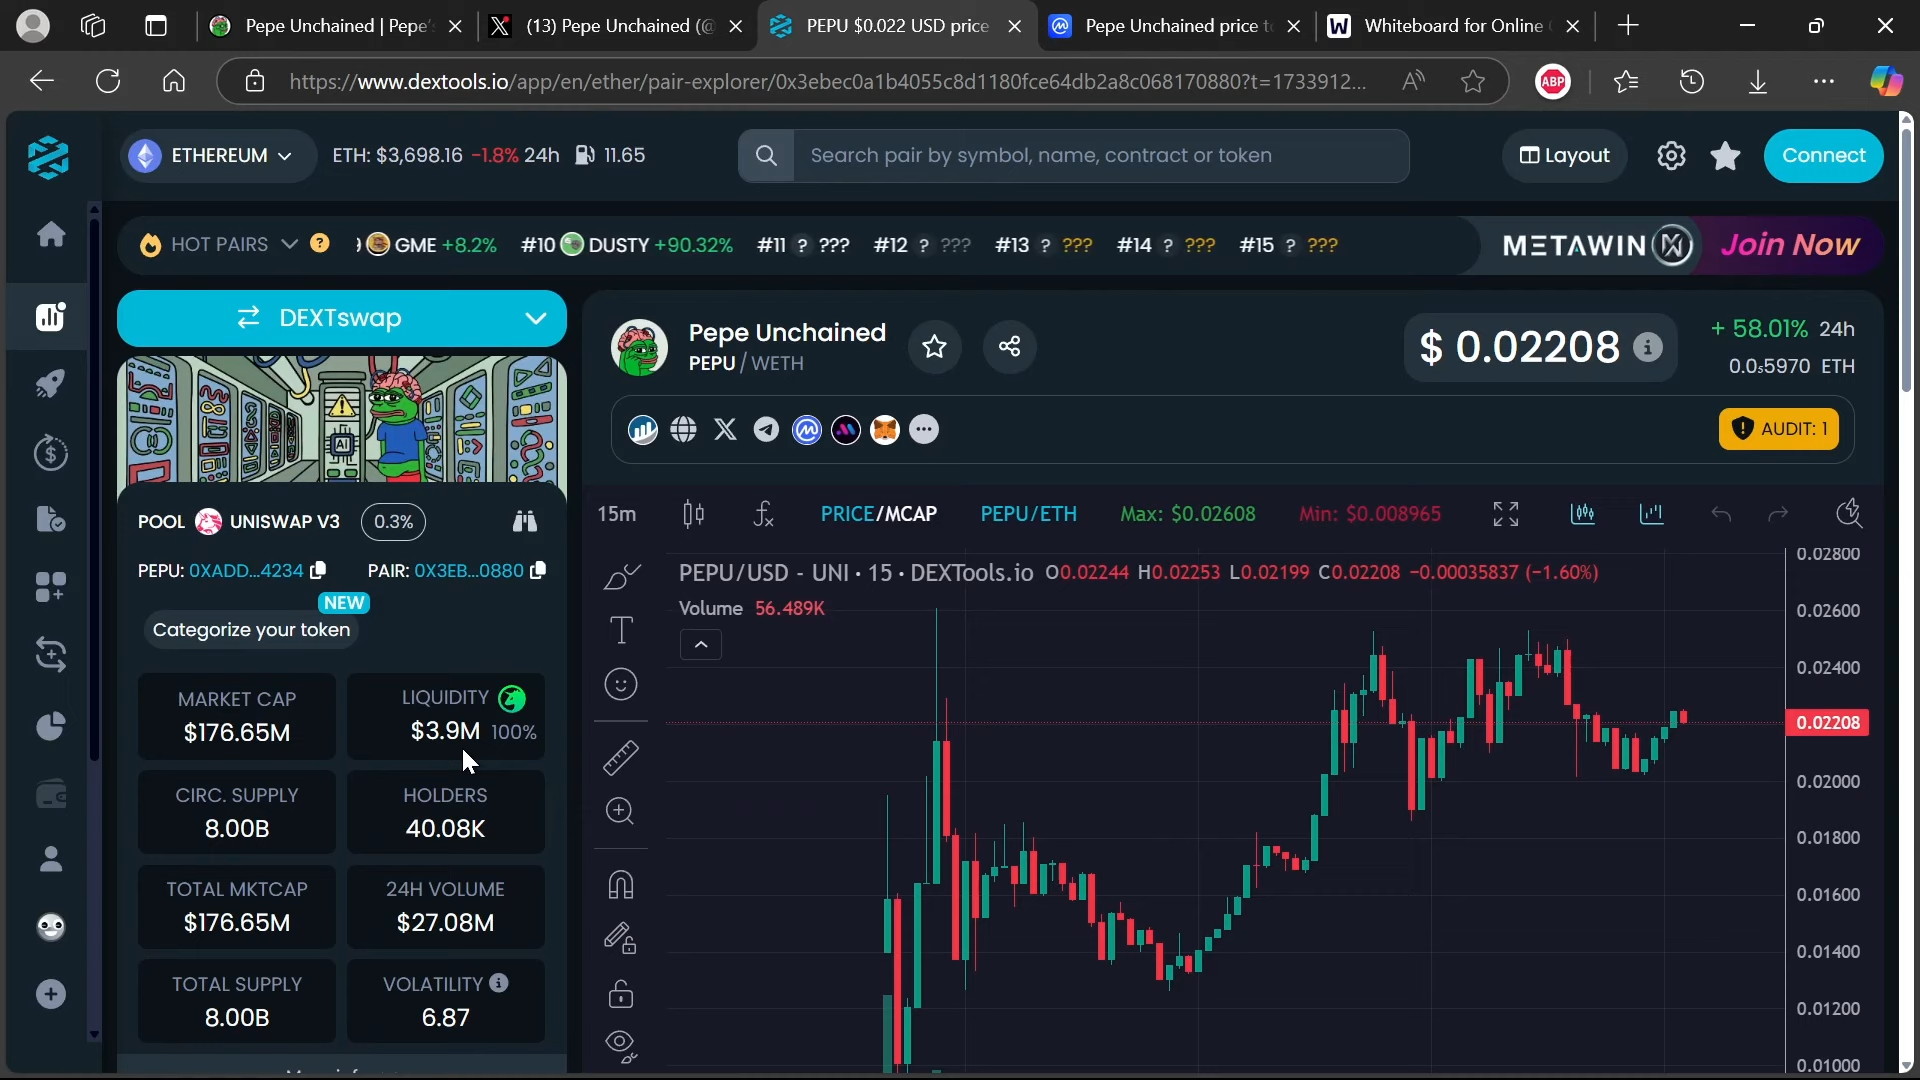 Pepe Unchained | Pepe'
(13) Pepe Unchained (@
PEPU $0.022 USD price
Pepe Unchained price t
Whiteboard for Online
https://www.dextools.io/app/en/ether/pair-explorer/0x3ebec0a1b4055c8d1180fce64db2a8c068170880?t=1733912...
ABP
ETHEREUM
ETH: $3,698.16 -1.8% 24h 11.65
Search pair by symbol, name, contract or token
Layout
Connect
HOT PAIRS ? GME +8.2% #10 DUSTY +90.32% #11 ? ??? #12 ? ??? #13 ? ??? #14 ? ??? #15 ? ???
METAWIN Join Now
DEXTswap
Pepe Unchained
PEPU / WETH
$ 0.02208
+ 58.01% 24h
0.0₅5970 ETH
AUDIT: 1
AI
POOL UNISWAP V3 0.3%
PEPU: 0XADD...4234 PAIR: 0X3EB...0880
NEW
Categorize your token
MARKET CAP
$176.65M
LIQUIDITY
$3.9M 100%
CIRC. SUPPLY
8.00B
HOLDERS
40.08K
TOTAL MKTCAP
$176.65M
24H VOLUME
$27.08M
TOTAL SUPPLY
8.00B
VOLATILITY
6.87
15m PRICE/MCAP PEPU/ETH Max: $0.02608 Min: $0.008965
PEPU/USD - UNI · 15 · DEXTools.io O0.02244 H0.02253 L0.02199 C0.02208 -0.00035837 (-1.60%)
Volume 56.489K
0.02800
0.02600
0.02400
0.02208
0.02000
0.01800
0.01600
0.01400
0.01200
0.01000